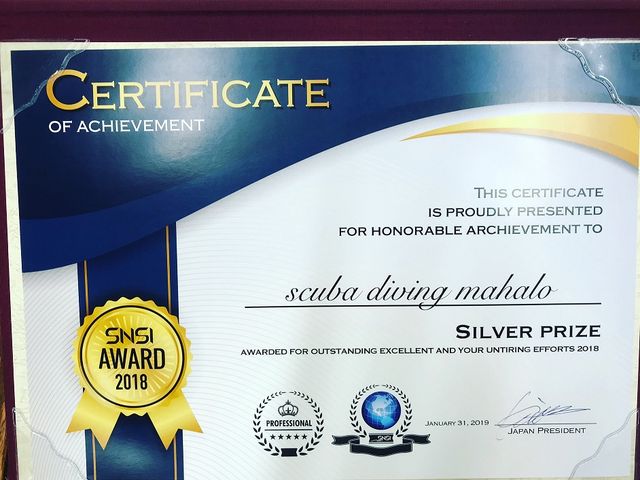 CERTIFICATE
OF ACHIEVEMENT
THIS CERTIFICATE
IS PROUDLY PRESENTED
FOR HONORABLE ARCHIEVEMENT TO
scuba diving mahalo
SILVER PRIZE
AWARDED FOR OUTSTANDING EXCELLENT AND YOUR UNTIRING EFFORTS 2018
SNSI
AWARD
2018
PROFESSIONAL
SNSI
JANUARY 31, 2019
JAPAN PRESIDENT